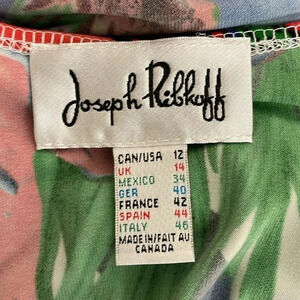 Joseph Ribkoff
CAN/USA 12
UK 14
MEXICO 34
GER 40
FRANCE 42
SPAIN 44
ITALY 46
MADE IN/FAIT AU
CANADA